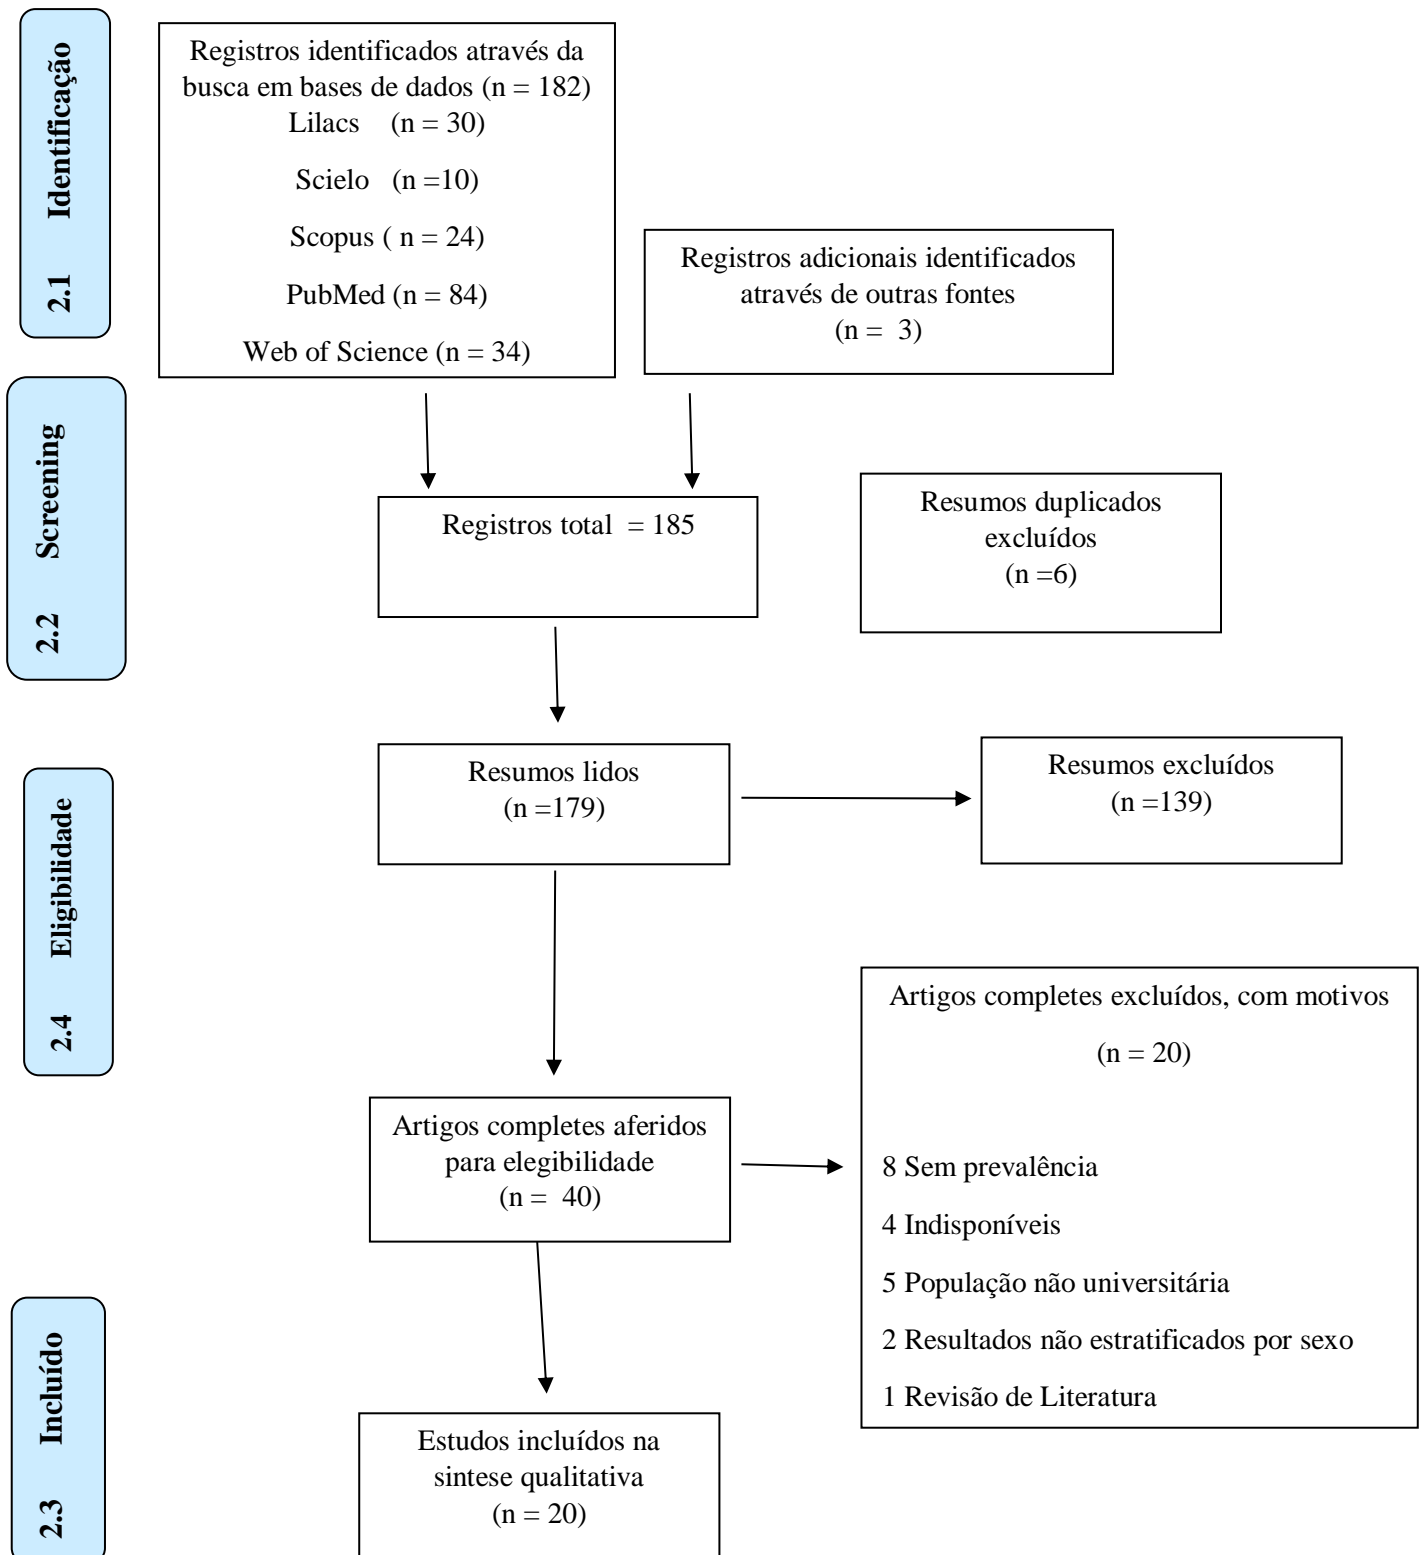 2.1 Identificação
Registros identificados através da
busca em bases de dados (n = 182)
Lilacs (n = 30)
Scielo (n =10)
Scopus ( n = 24)
PubMed (n = 84)
Web of Science (n = 34)
Registros adicionais identificados
através de outras fontes
(n = 3)
2.2 Screening
Registros total = 185
Resumos duplicados
excluídos
(n =6)
2.4 Eligibilidade
Resumos lidos
(n =179)
Resumos excluídos
(n =139)
Artigos completes aferidos
para elegibilidade
(n = 40)
Artigos completes excluídos, com motivos
(n = 20)
8 Sem prevalência
4 Indisponíveis
5 População não universitária
2 Resultados não estratificados por sexo
1 Revisão de Literatura
2.3 Incluído
Estudos incluídos na
sintese qualitativa
(n = 20)